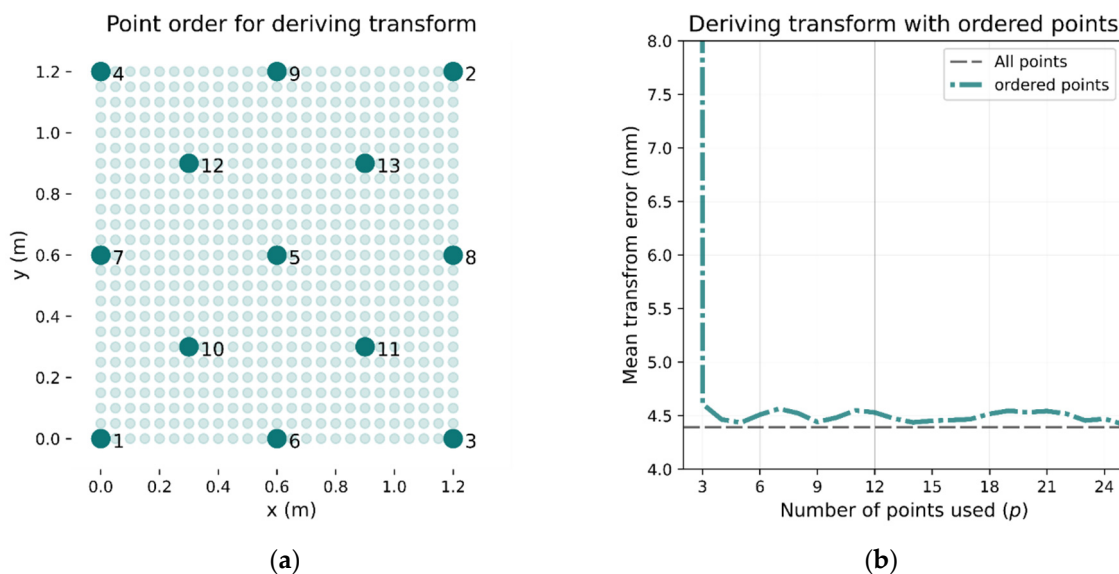 Point order for deriving transform
1.2
1.0
0.8
0.6
0.4
0.2
0.0
y (m)
4
9
2
12
13
7
5
8
10
11
1
6
3
0.0 0.2 0.4 0.6 0.8 1.0 1.2
x (m)
(a)
Deriving transform with ordered points
8.0
7.5
7.0
6.5
6.0
5.5
5.0
4.5
4.0
Mean transfrom error (mm)
All points
ordered points
3 6 9 12 15 18 21 24
Number of points used (p)
(b)